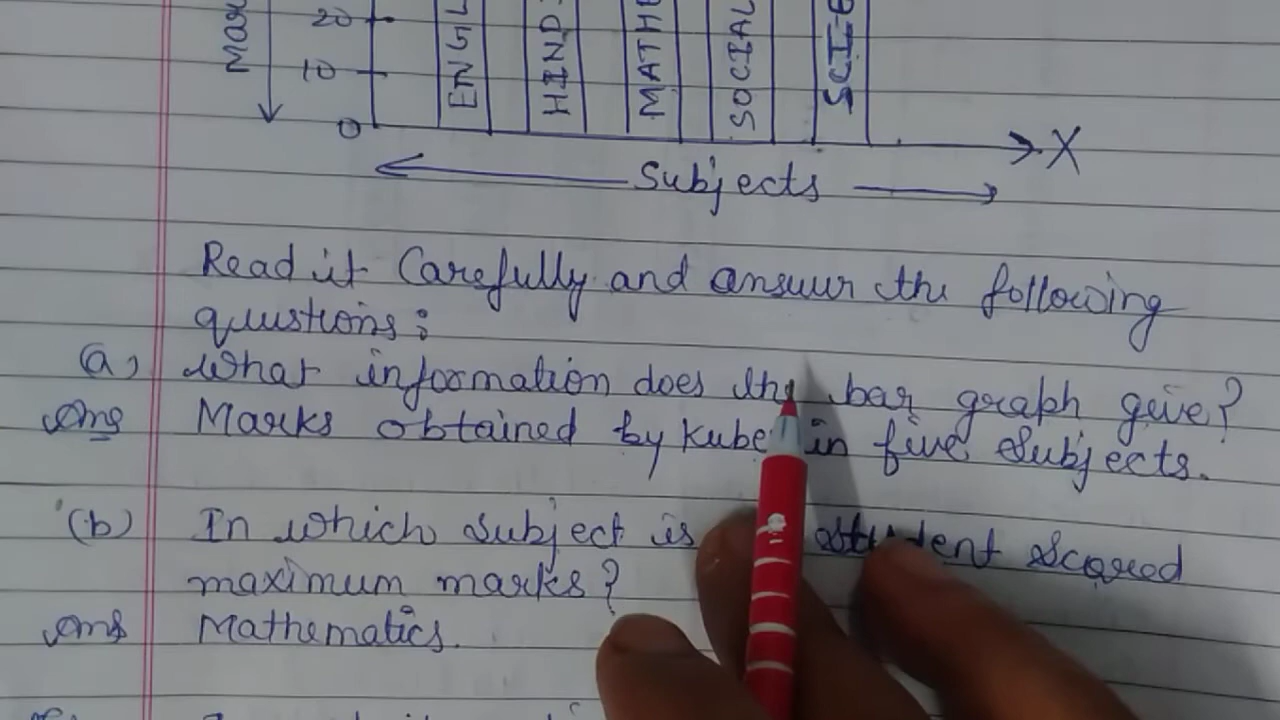 Mar
20
10
0
ENGL
HIND
MATHE
SOCIAL
SCIE
X
Subjects
Read it Carefully and answer the following
questions:
(a) What information does the bar graph give?
Ans Marks obtained by Kube in five Subjects.
(b) In which subject is student Scored
maximum marks?
Ans Mathematics.